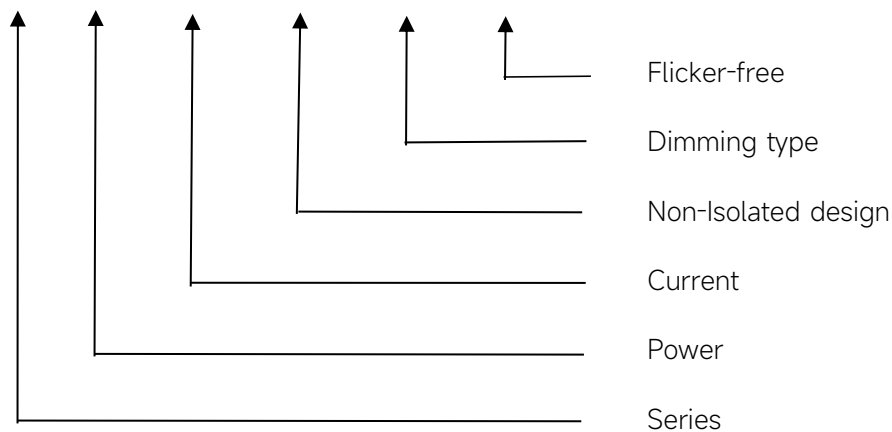 Flicker-free
Dimming type
Non-Isolated design
Current
Power
Series